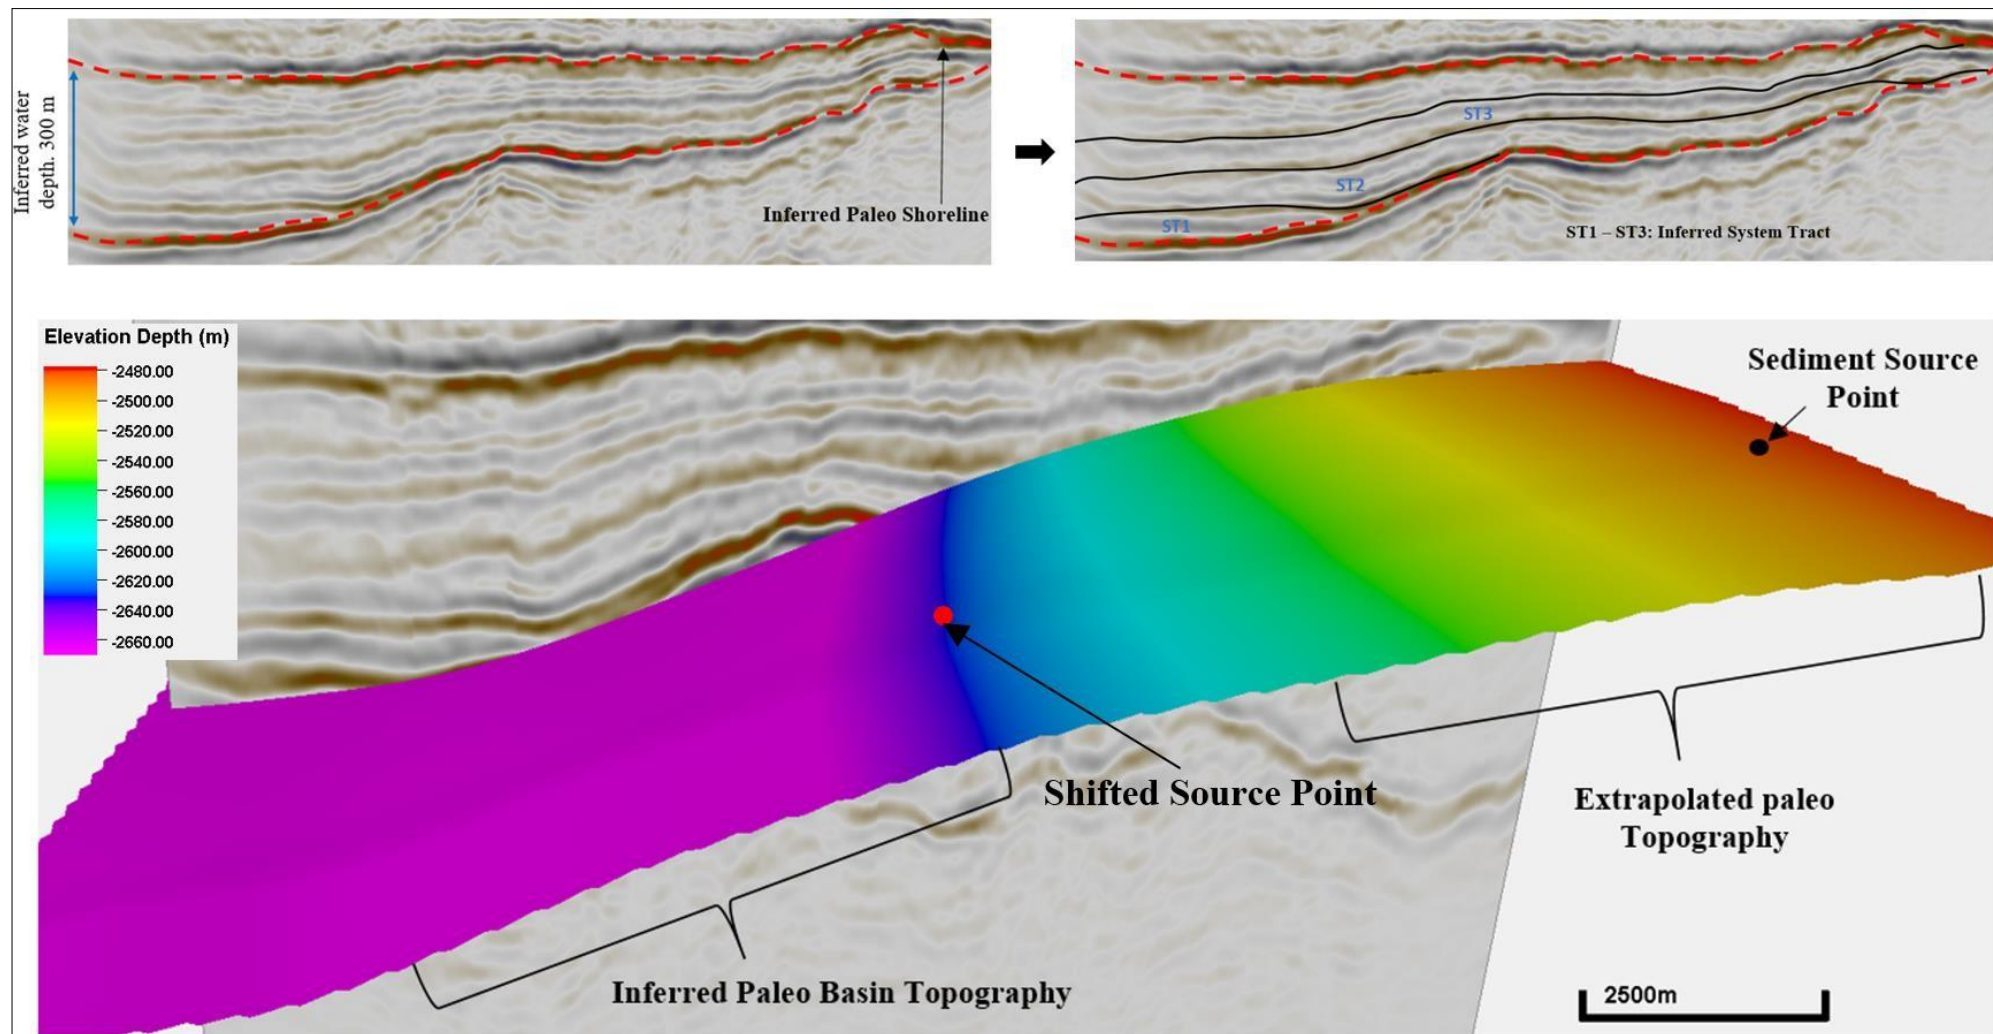 Inferred water
depth. 300 m
Inferred Paleo Shoreline
ST3
ST2
ST1
ST1 – ST3: Inferred System Tract
Elevation Depth (m)
-2480.00
-2500.00
-2520.00
-2540.00
-2560.00
-2580.00
-2600.00
-2620.00
-2640.00
-2660.00
Sediment Source
Point
Shifted Source Point
Extrapolated paleo
Topography
Inferred Paleo Basin Topography
2500m